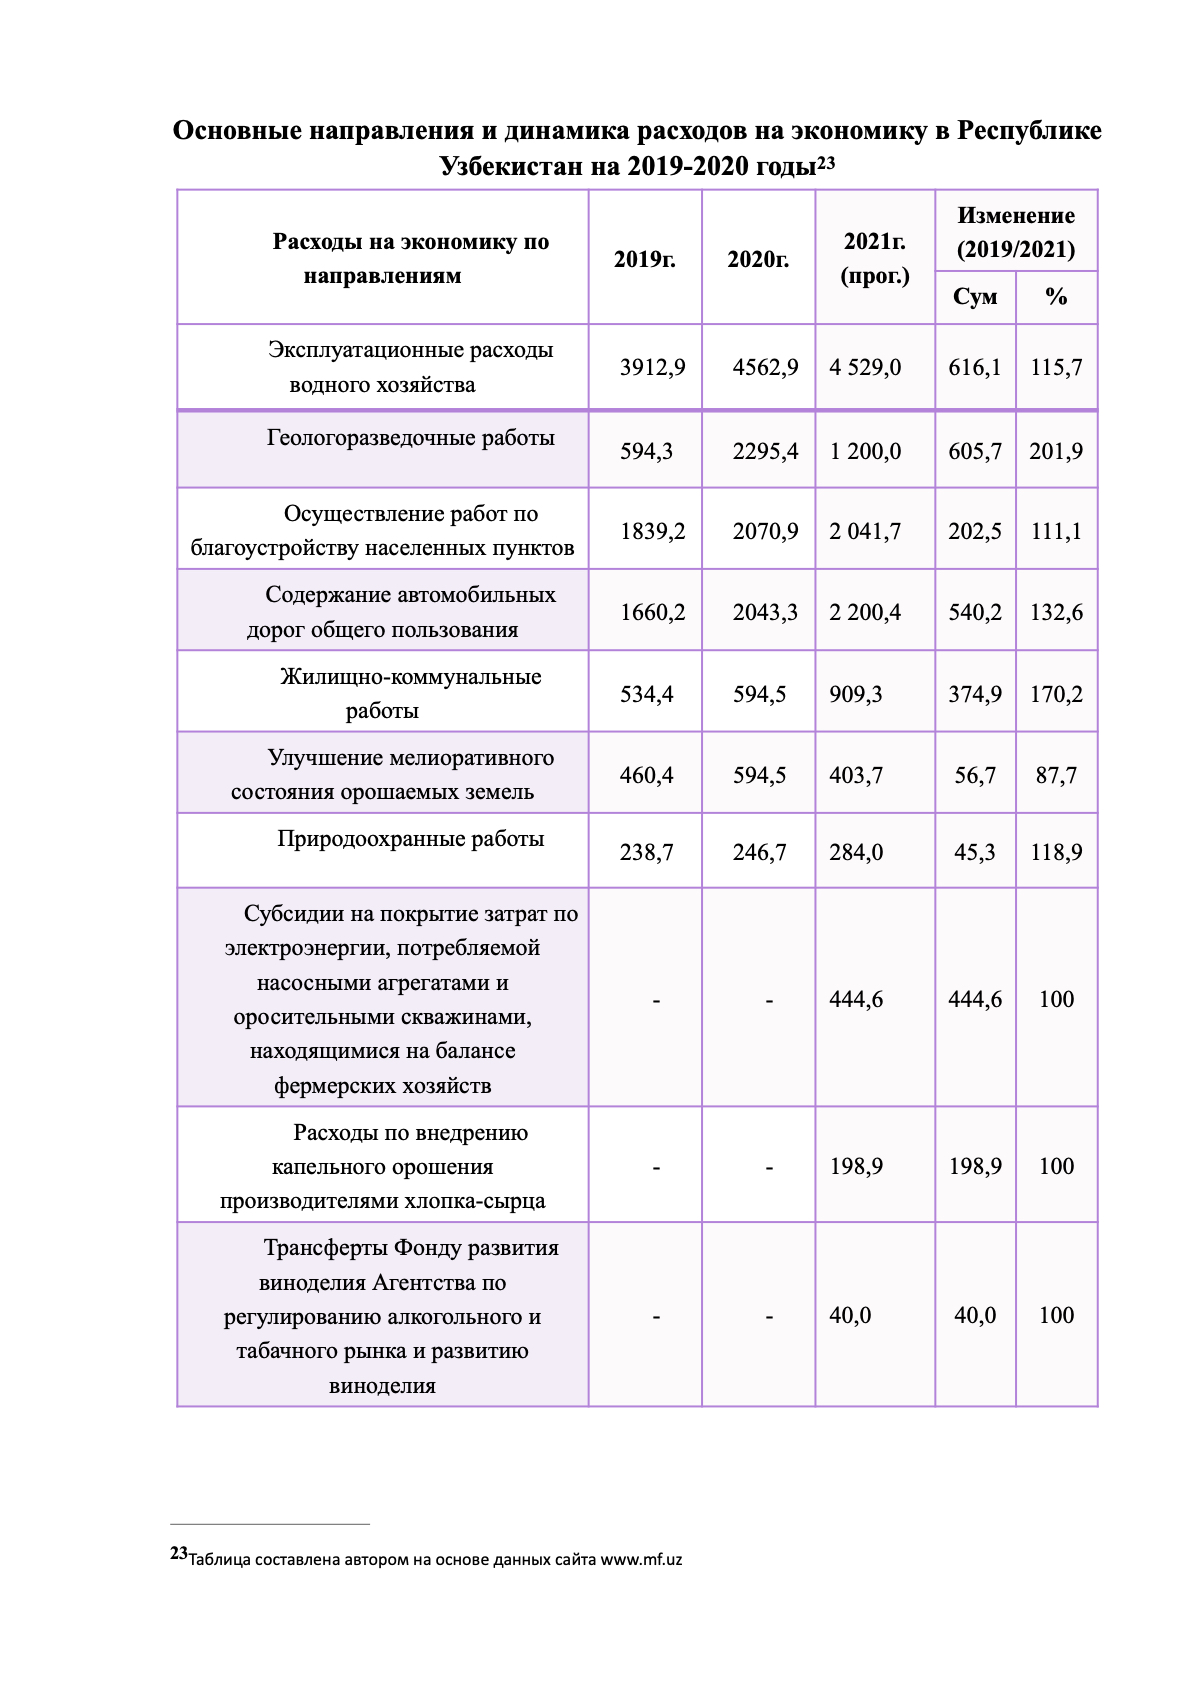 Основные направления и динамика расходов на экономику в Республике
Узбекистан на 2019-2020 годы23
Расходы на экономику по
направлениям
2019г.
2020г.
2021г.
(прог.)
Изменение
(2019/2021)
Сум
%
Эксплуатационные расходы
водного хозяйства
3912,9
4562,9
4 529,0
616,1
115,7
Геологоразведочные работы
594,3
2295,4
1 200,0
605,7
201,9
Осуществление работ по
благоустройству населенных пунктов
1839,2
2070,9
2 041,7
202,5
111,1
Содержание автомобильных
дорог общего пользования
1660,2
2043,3
2 200,4
540,2
132,6
Жилищно-коммунальные
работы
534,4
594,5
909,3
374,9
170,2
Улучшение мелиоративного
состояния орошаемых земель
460,4
594,5
403,7
56,7
87,7
Природоохранные работы
238,7
246,7
284,0
45,3
118,9
Субсидии на покрытие затрат по
электроэнергии, потребляемой
насосными агрегатами и
оросительными скважинами,
находящимися на балансе
фермерских хозяйств
-
-
444,6
444,6
100
Расходы по внедрению
капельного орошения
производителями хлопка-сырца
-
-
198,9
198,9
100
Трансферты Фонду развития
виноделия Агентства по
регулированию алкогольного и
табачного рынка и развитию
виноделия
-
-
40,0
40,0
100
23Таблица составлена автором на основе данных сайта www.mf.uz